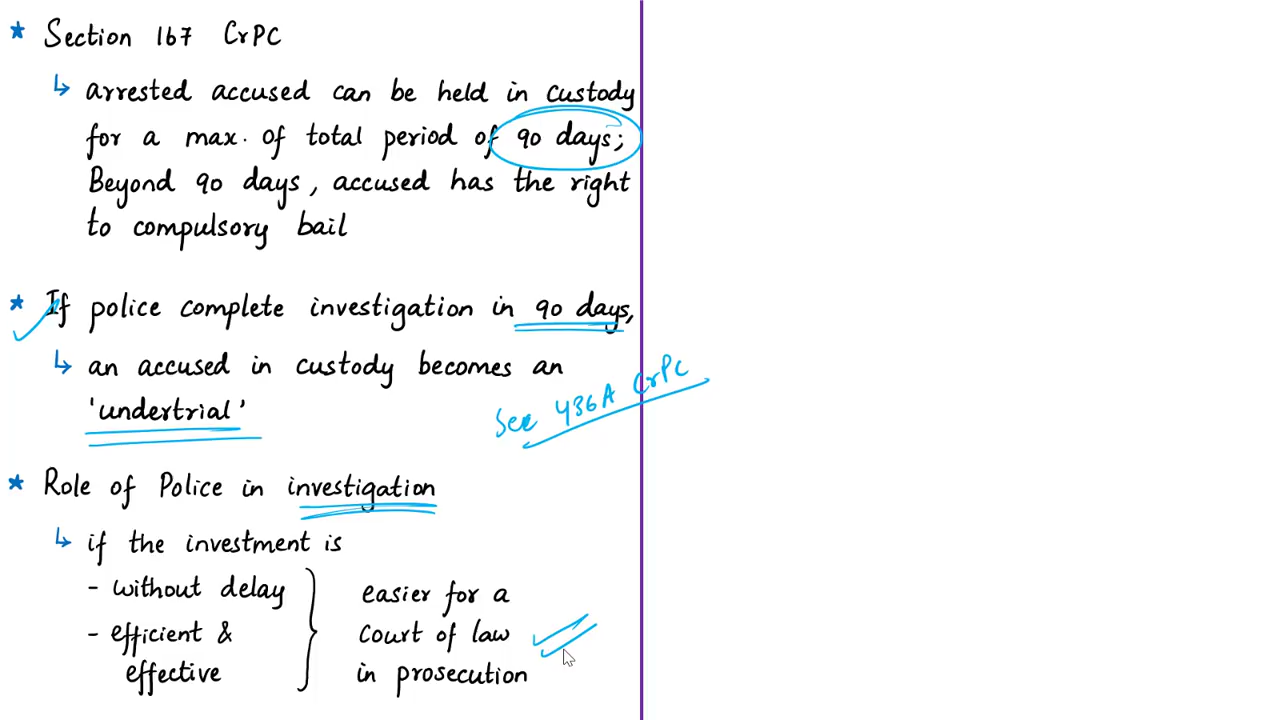 * Section 167 CrPC
↳ arrested accused can be held in custody
for a max. of total period of 90 days;
Beyond 90 days, accused has the right
to compulsory bail
* If police complete investigation in 90 days,
↳ an accused in custody becomes an
'undertrial'
See 436A CrPC
* Role of Police in investigation
↳ if the investment is
- without delay
- efficient &
effective
easier for a
court of law
in prosecution